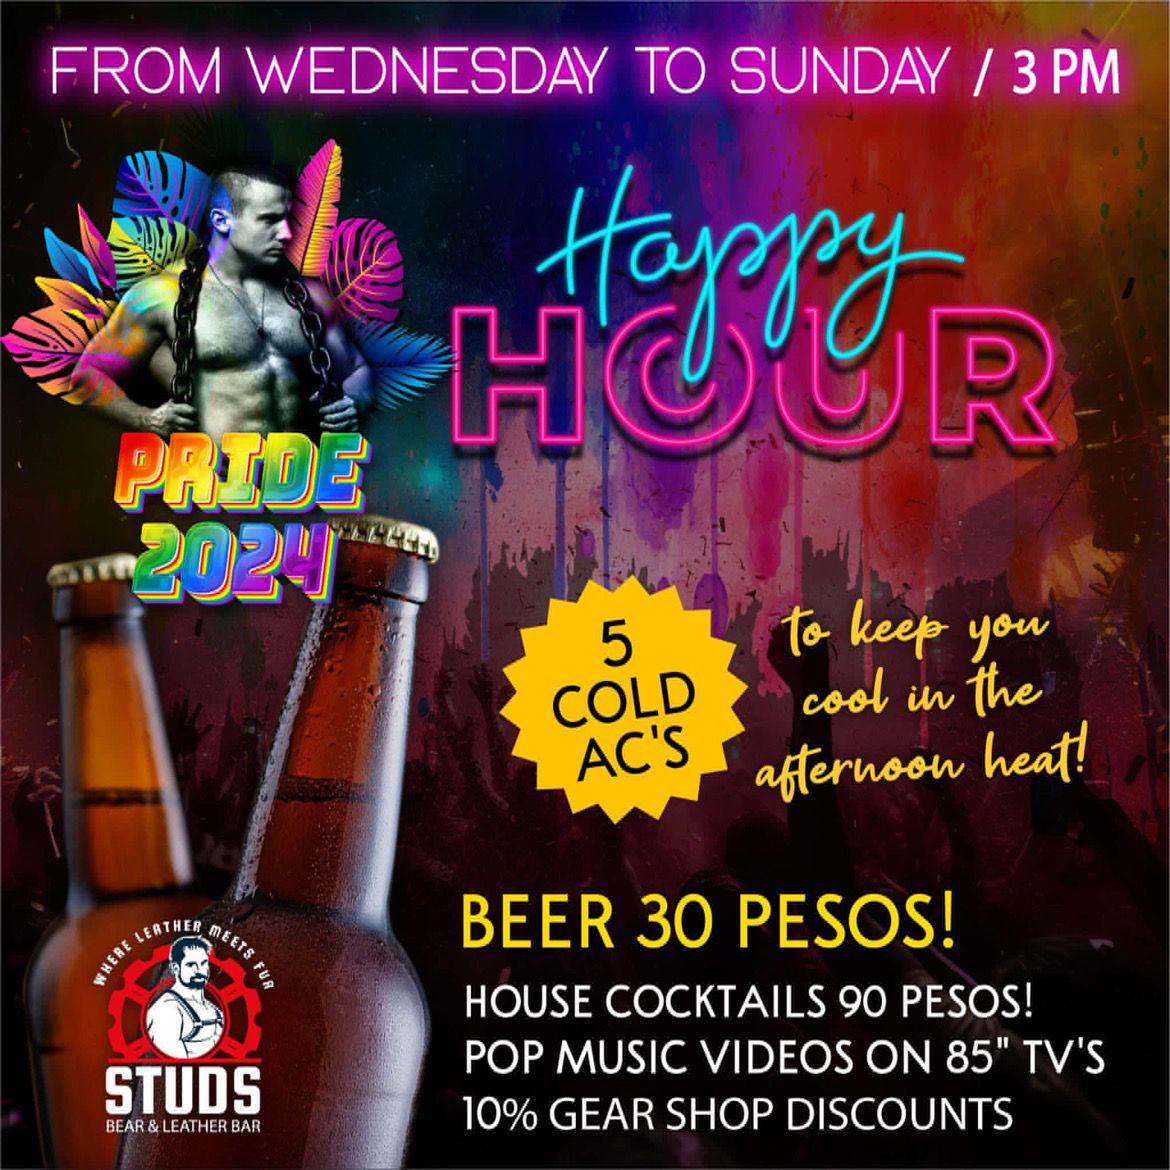 FROM WEDNESDAY TO SUNDAY / 3 PM
Happy
HOUR
PRIDE
2024
5
COLD
AC'S
to keep you
cool in the
afternoon heat!
BEER 30 PESOS!
HOUSE COCKTAILS 90 PESOS!
POP MUSIC VIDEOS ON 85" TV'S
10% GEAR SHOP DISCOUNTS
WHERE LEATHER MEETS FUR
STUDS
BEAR & LEATHER BAR